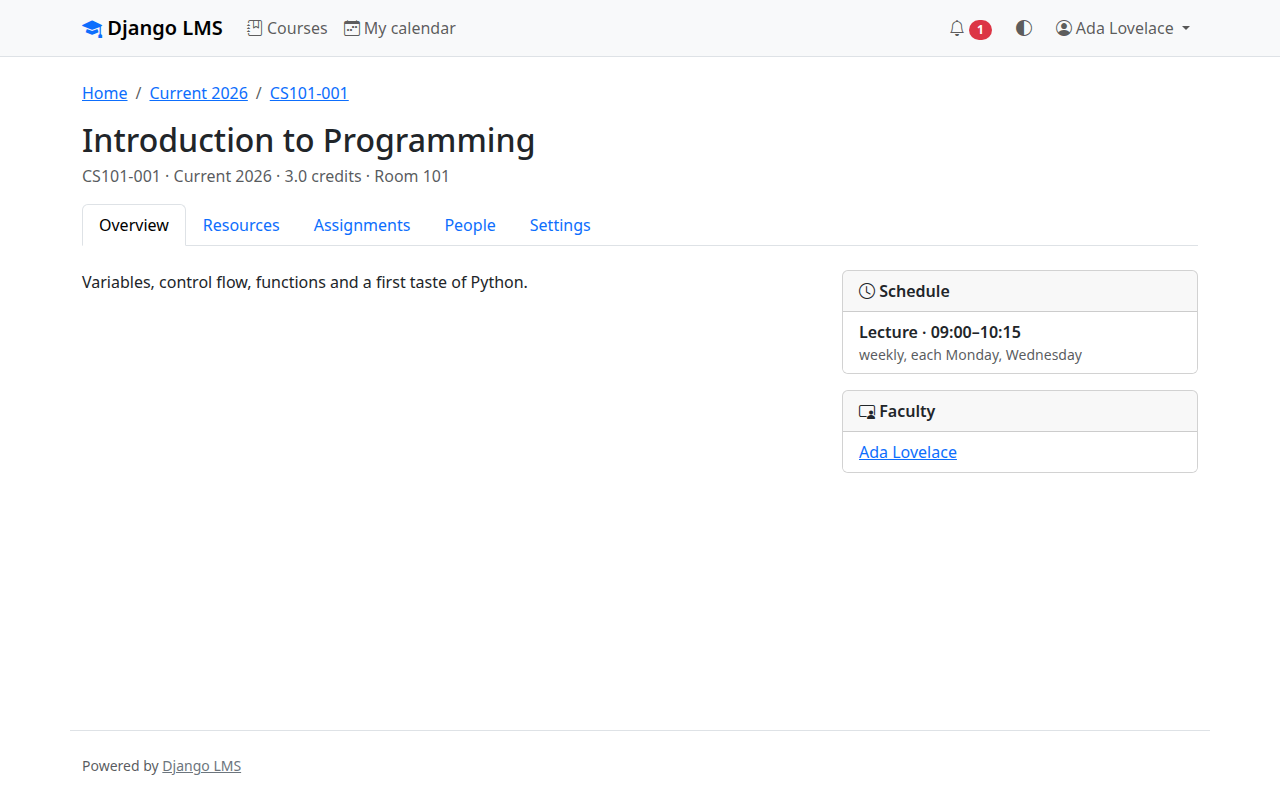 Django LMS Courses My calendar 1 Ada Lovelace
Home / Current 2026 / CS101-001
Introduction to Programming
CS101-001 · Current 2026 · 3.0 credits · Room 101
Overview Resources Assignments People Settings
Variables, control flow, functions and a first taste of Python.
Schedule
Lecture · 09:00–10:15
weekly, each Monday, Wednesday
Faculty
Ada Lovelace
Powered by Django LMS